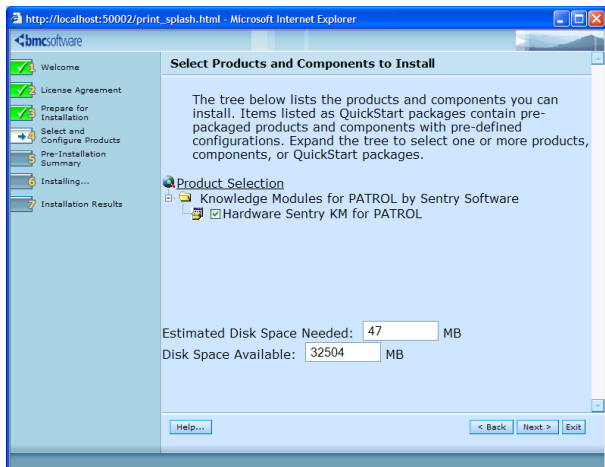 http://localhost:50002/print_splash.html - Microsoft Internet Explorer
bmcsoftware
1 Welcome
2 License Agreement
3 Prepare for
Installation
4 Select and
Configure Products
5 Pre-Installation
Summary
6 Installing...
7 Installation Results
Select Products and Components to Install
The tree below lists the products and components you can
install. Items listed as QuickStart packages contain pre-
packaged products and components with pre-defined
configurations. Expand the tree to select one or more products,
components, or QuickStart packages.
Product Selection
Knowledge Modules for PATROL by Sentry Software
Hardware Sentry KM for PATROL
Estimated Disk Space Needed: 47 MB
Disk Space Available: 32504 MB
Help... < Back Next > Exit